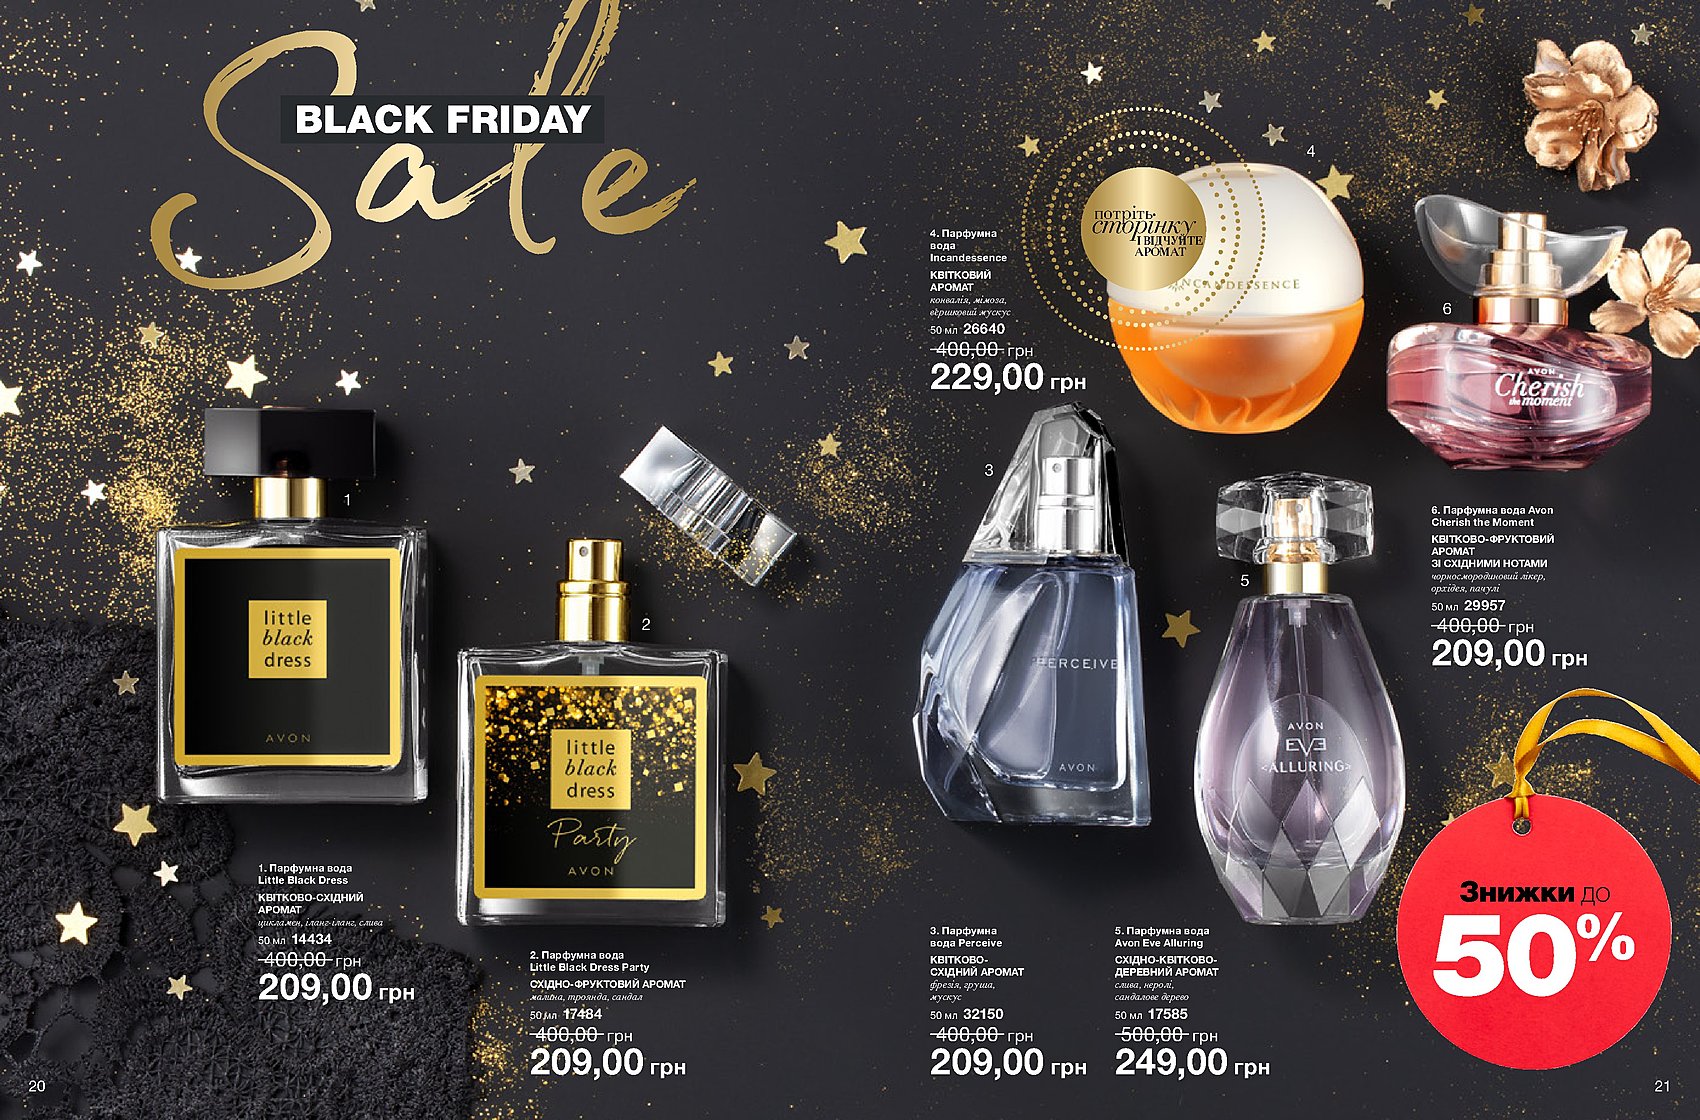 Sale
BLACK FRIDAY
1
little
black
dress
AVON
2
little
black
dress
Party
AVON
1. Парфумна вода
Little Black Dress
КВІТКОВО-СХІДНИЙ
АРОМАТ
цикламен, іланг-іланг, слива
50 мл 14434
400,00 грн
209,00 грн
2. Парфумна вода
Little Black Dress Party
СХІДНО-ФРУКТОВИЙ АРОМАТ
малина, троянда, сандал
50 мл 17484
400,00 грн
209,00 грн
20
4. Парфумна
вода
Incandessence
КВІТКОВИЙ
АРОМАТ
конвалія, мімоза,
вершковий мускус
50 мл 26640
400,00 грн
229,00 грн
ПОТРІТЬ
сторінку
І ВІДЧУЙТЕ
АРОМАТ
4
INCANDESSENCE
6
AVON
Cherish
the moment
3
PERCEIVE
AVON
5
AVON
EVE
<ALLURING>
6. Парфумна вода Avon
Cherish the Moment
КВІТКОВО-ФРУКТОВИЙ
АРОМАТ
ЗІ СХІДНИМИ НОТАМИ
чорносмородиновий лікер,
орхідея, пачулі
50 мл 29957
400,00 грн
209,00 грн
3. Парфумна
вода Perceive
КВІТКОВО-
СХІДНИЙ АРОМАТ
фрезія, груша,
мускус
50 мл 32150
400,00 грн
209,00 грн
5. Парфумна вода
Avon Eve Alluring
СХІДНО-КВІТКОВО-
ДЕРЕВНИЙ АРОМАТ
слива, неролі,
сандалове дерево
50 мл 17585
500,00 грн
249,00 грн
Знижки до
50%
21